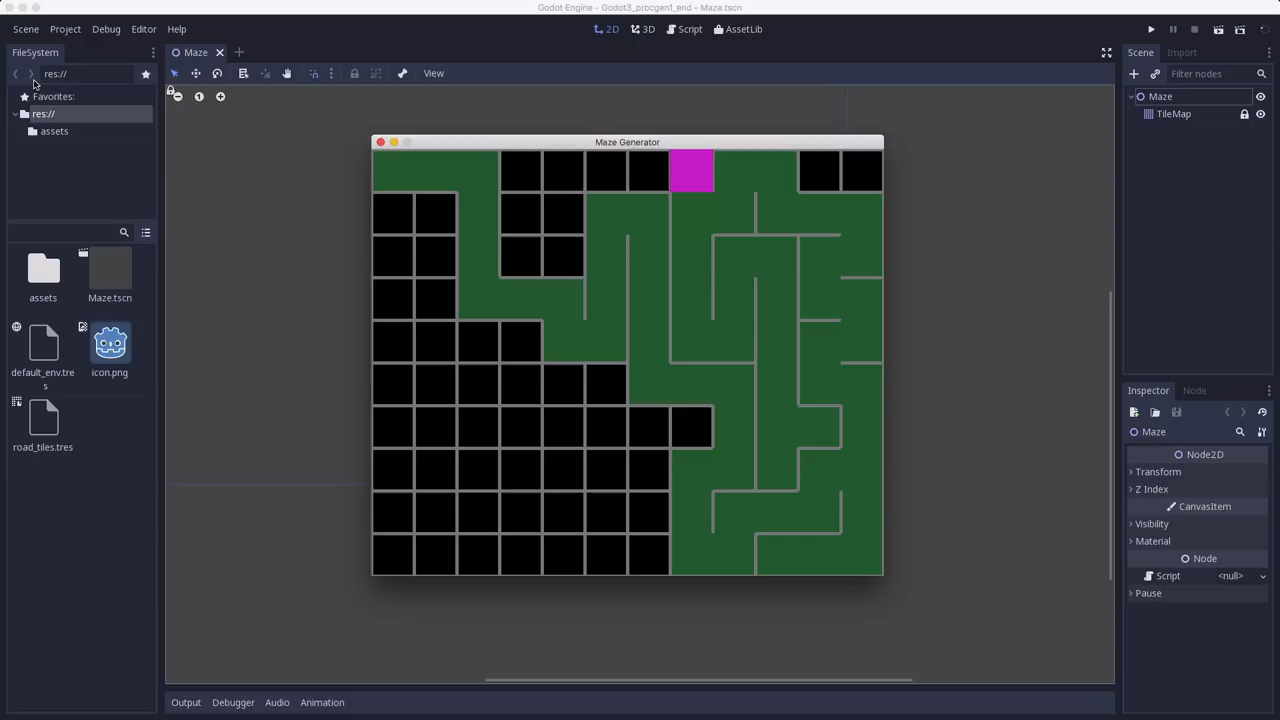 Godot Engine - Godot3_procgen1_end - Maze.tscn
Scene Project Debug Editor Help
2D 3D Script AssetLib
FileSystem
Maze
Scene Import
res://
View
Filter nodes
Favorites:
res://
assets
1
Maze
TileMap
Maze Generator
assets
Maze.tscn
default_env.tre
s
icon.png
road_tiles.tres
Inspector Node
Maze
Node2D
Transform
Z Index
CanvasItem
Visibility
Material
Node
Script <null>
Pause
Output Debugger Audio Animation